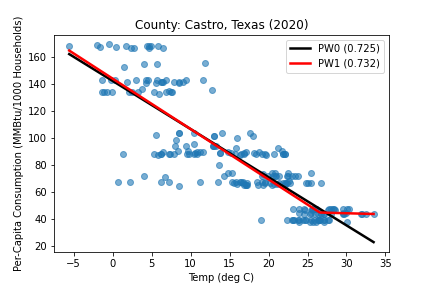 County: Castro, Texas (2020)
PW0 (0.725)
PW1 (0.732)
Per-Capita Consumption (MMBtu/1000 Households)
160
140
120
100
80
60
40
20
−5 0 5 10 15 20 25 30 35
Temp (deg C)